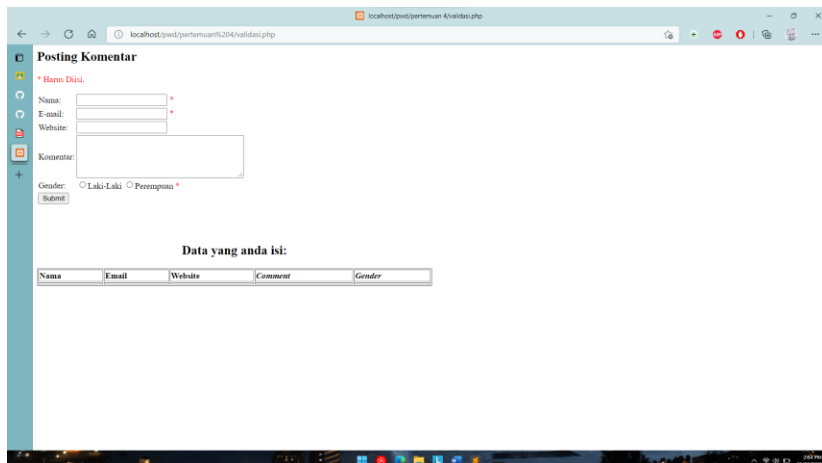 localhost/pwd/pertemuan 4/validasi.php
localhost/pwd/pertemuan%204/validasi.php
Posting Komentar
* Harus Diisi.
Nama: *
E-mail: *
Website:
Komentar:
Gender: Laki-Laki Perempuan *
Submit
Data yang anda isi:
Nama Email Website Comment Gender